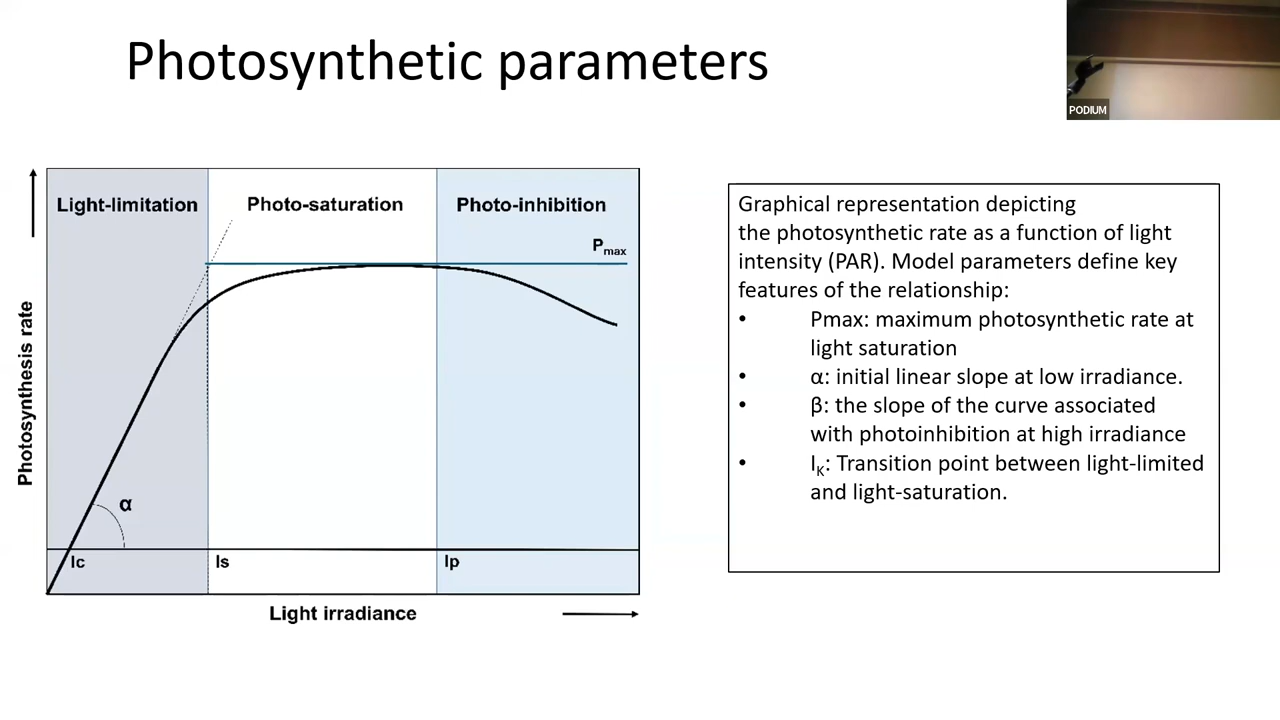 Photosynthetic parameters
PODIUM
Light-limitation
Photo-saturation
Photo-inhibition
Pmax
Photosynthesis rate
α
Ic
Is
Ip
Light irradiance
Graphical representation depicting
the photosynthetic rate as a function of light
intensity (PAR). Model parameters define key
features of the relationship:
• Pmax: maximum photosynthetic rate at
light saturation
• α: initial linear slope at low irradiance.
• β: the slope of the curve associated
with photoinhibition at high irradiance
• IK: Transition point between light-limited
and light-saturation.